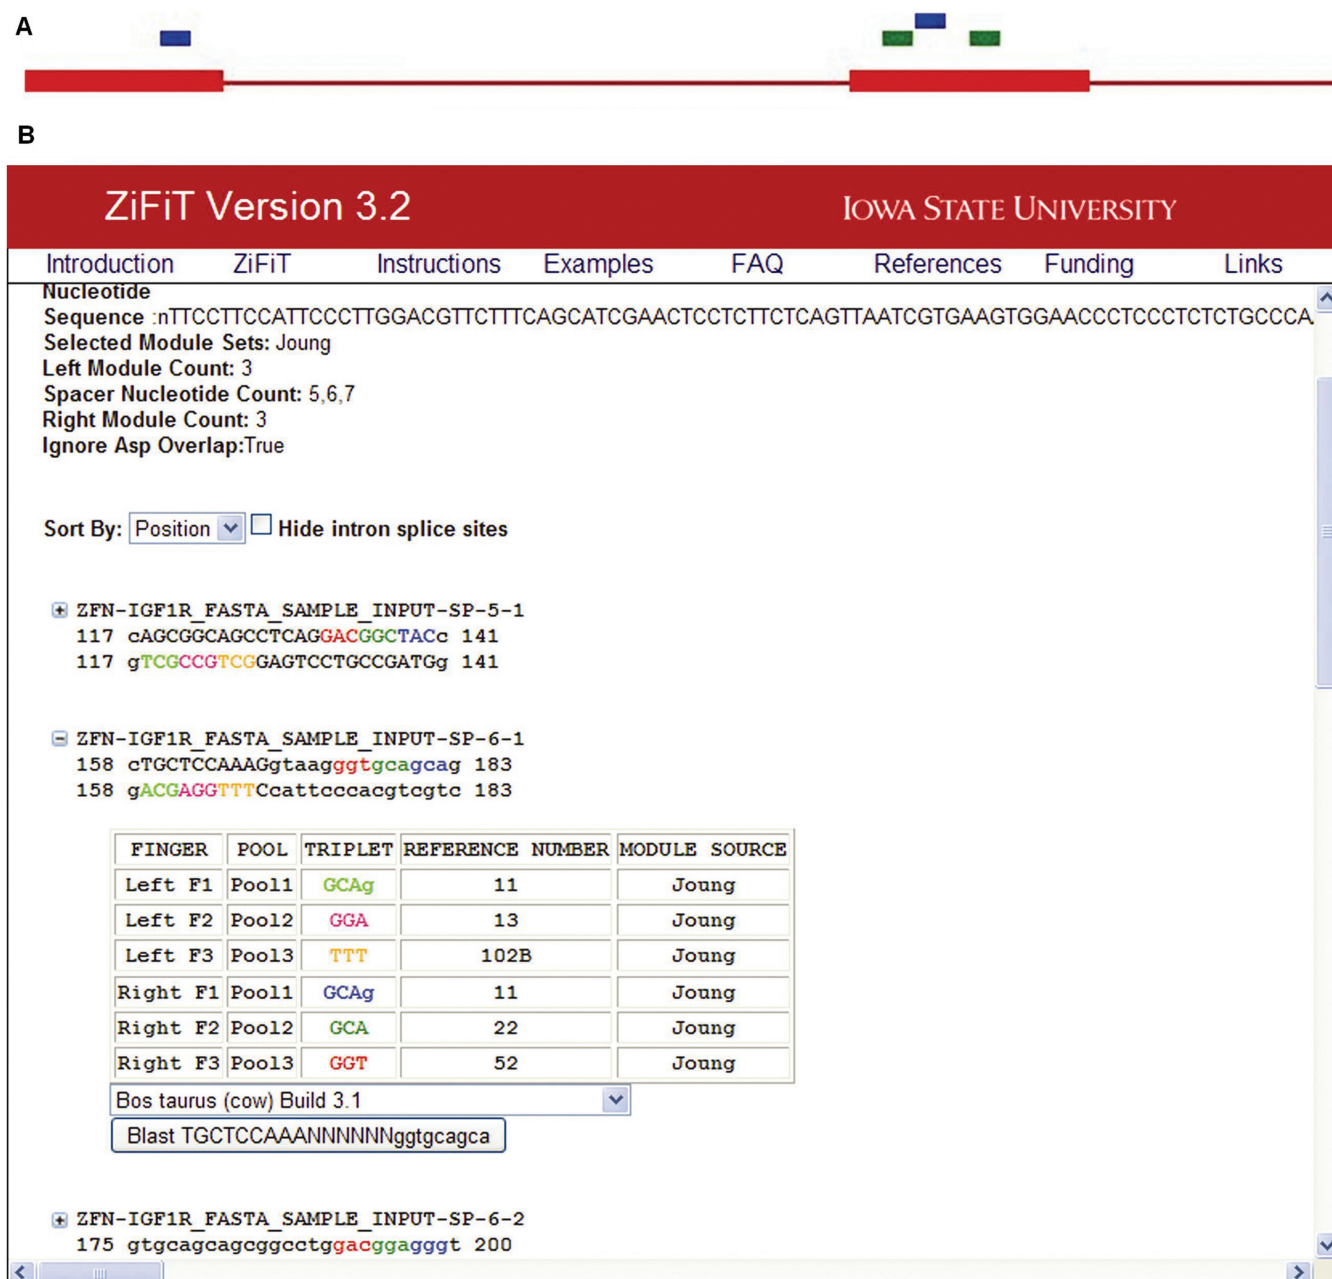 A
B
ZiFiT Version 3.2 IOWA STATE UNIVERSITY
Introduction ZiFiT Instructions Examples FAQ References Funding Links
Nucleotide
Sequence :nTTCCTTCCATTCCCTTGGACGTTCTTTCAGCATCGAACTCCTCTTCTCAGTTAATCGTGAAGTGGAACCCTCCCTCTCTGCCCA
Selected Module Sets: Joung
Left Module Count: 3
Spacer Nucleotide Count: 5,6,7
Right Module Count: 3
Ignore Asp Overlap:True
Sort By: Position Hide intron splice sites
ZFN-IGF1R_FASTA_SAMPLE_INPUT-SP-5-1
117 cAGCGGCAGCCTCAGGACGGCTACc 141
117 gTCGCCGTCGGAGTCCTGCCGATGg 141
ZFN-IGF1R_FASTA_SAMPLE_INPUT-SP-6-1
158 cTGCTCCAAAGgtaagggtgcagcag 183
158 gACGAGGTTTCcattcccacgtcgtc 183
FINGER POOL TRIPLET REFERENCE NUMBER MODULE SOURCE
Left F1 Pool1 GCAg 11 Joung
Left F2 Pool2 GGA 13 Joung
Left F3 Pool3 TTT 102B Joung
Right F1 Pool1 GCAg 11 Joung
Right F2 Pool2 GCA 22 Joung
Right F3 Pool3 GGT 52 Joung
Bos taurus (cow) Build 3.1
Blast TGCTCCAAANNNNNNggtgcagca
ZFN-IGF1R_FASTA_SAMPLE_INPUT-SP-6-2
175 gtgcagcagcggcctggacggagggt 200